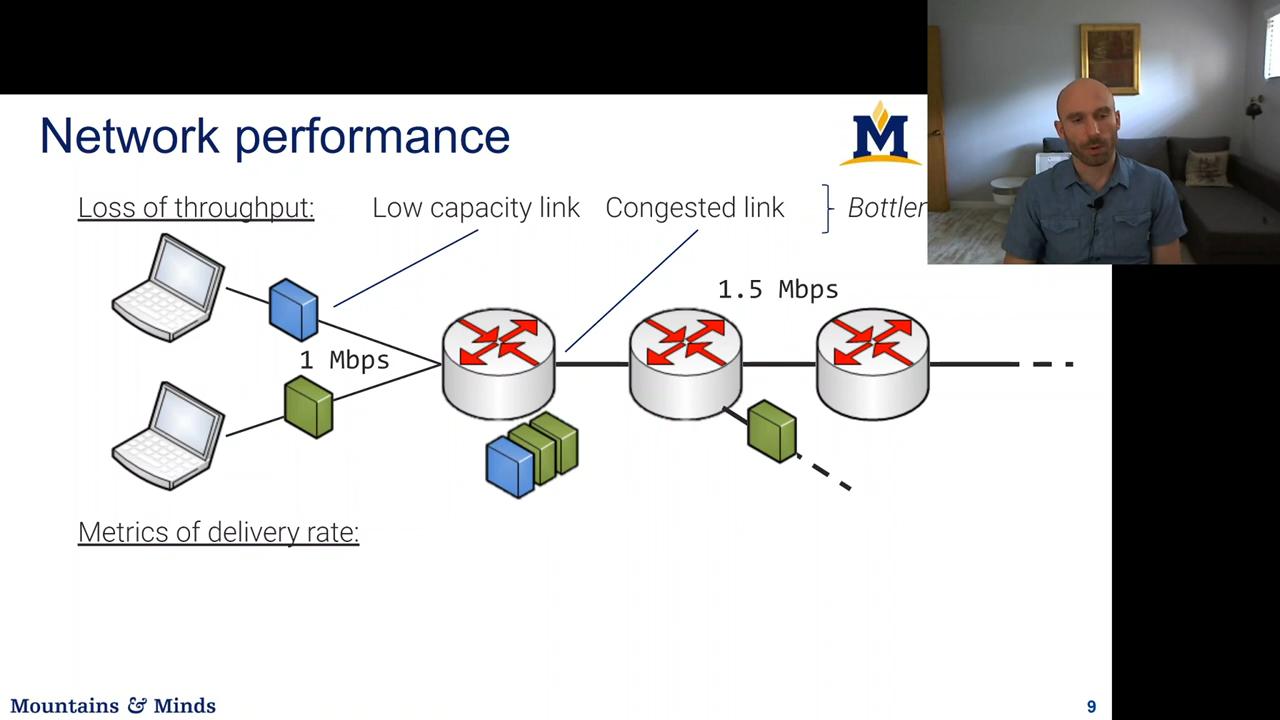 Network performance
M
Loss of throughput:
Low capacity link
Congested link
1.5 Mbps
1 Mbps
Metrics of delivery rate:
Mountains & Minds
9